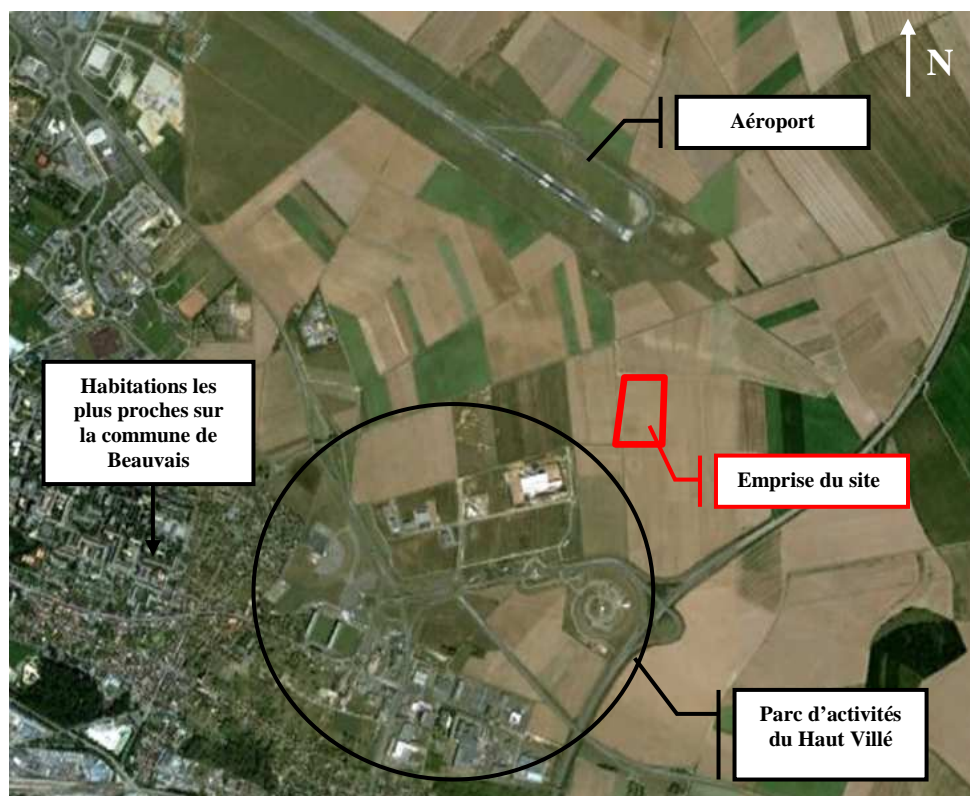 N
Aéroport
Habitations les
plus proches sur
la commune de
Beauvais
Emprise du site
Parc d’activités
du Haut Villé